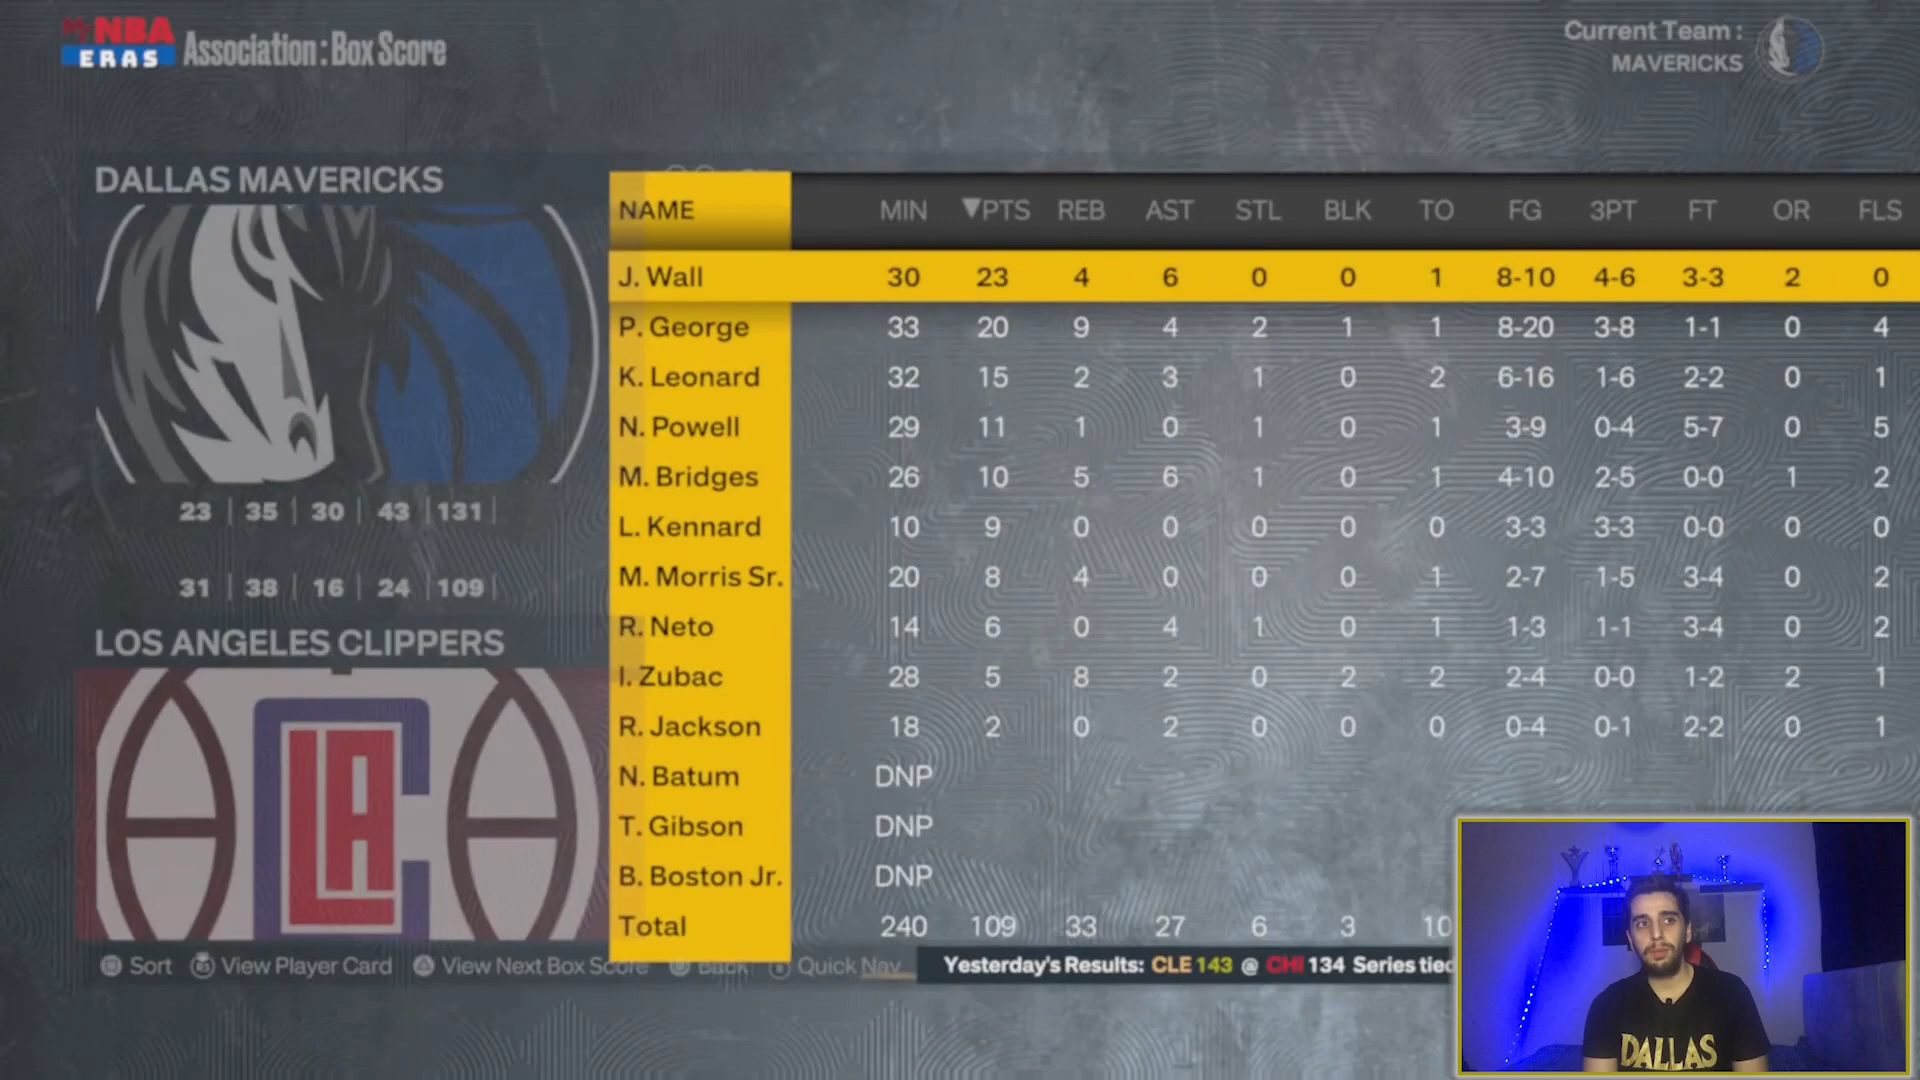 MyNBA ERAS Association : Box Score
Current Team :
MAVERICKS
DALLAS MAVERICKS
23 | 35 | 30 | 43 | 131 |
31 | 38 | 16 | 24 | 109 |
LOS ANGELES CLIPPERS
LAC
NAME MIN ▼PTS REB AST STL BLK TO FG 3PT FT OR FLS
J. Wall 30 23 4 6 0 0 1 8-10 4-6 3-3 2 0
P. George 33 20 9 4 2 1 1 8-20 3-8 1-1 0 4
K. Leonard 32 15 2 3 1 0 2 6-16 1-6 2-2 0 1
N. Powell 29 11 1 0 1 0 1 3-9 0-4 5-7 0 5
M. Bridges 26 10 5 6 1 0 1 4-10 2-5 0-0 1 2
L. Kennard 10 9 0 0 0 0 0 3-3 3-3 0-0 0 0
M. Morris Sr. 20 8 4 0 0 0 1 2-7 1-5 3-4 0 2
R. Neto 14 6 0 4 1 0 1 1-3 1-1 3-4 0 2
I. Zubac 28 5 8 2 0 2 2 2-4 0-0 1-2 2 1
R. Jackson 18 2 0 2 0 0 0 0-4 0-1 2-2 0 1
N. Batum DNP
T. Gibson DNP
B. Boston Jr. DNP
Total 240 109 33 27 6 3 10
Sort View Player Card View Next Box Score Back Quick Nav
Yesterday's Results: CLE 143 @ CHI 134 Series tied
DALLAS